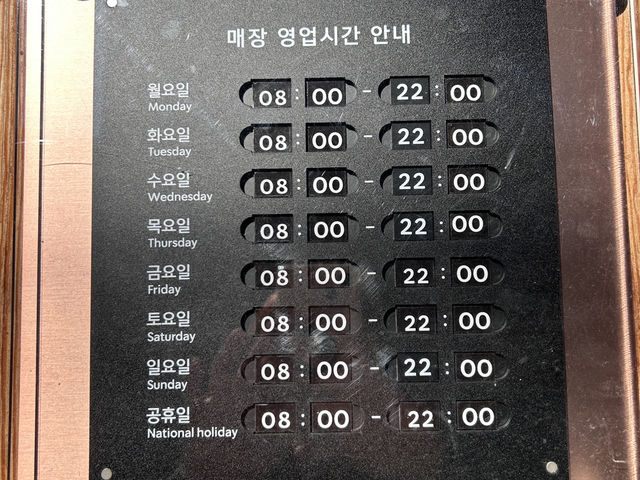 매장 영업시간 안내
월요일 08:00 - 22:00
Monday
화요일 08:00 - 22:00
Tuesday
수요일 08:00 - 22:00
Wednesday
목요일 08:00 - 22:00
Thursday
금요일 08:00 - 22:00
Friday
토요일 08:00 - 22:00
Saturday
일요일 08:00 - 22:00
Sunday
공휴일 08:00 - 22:00
National holiday